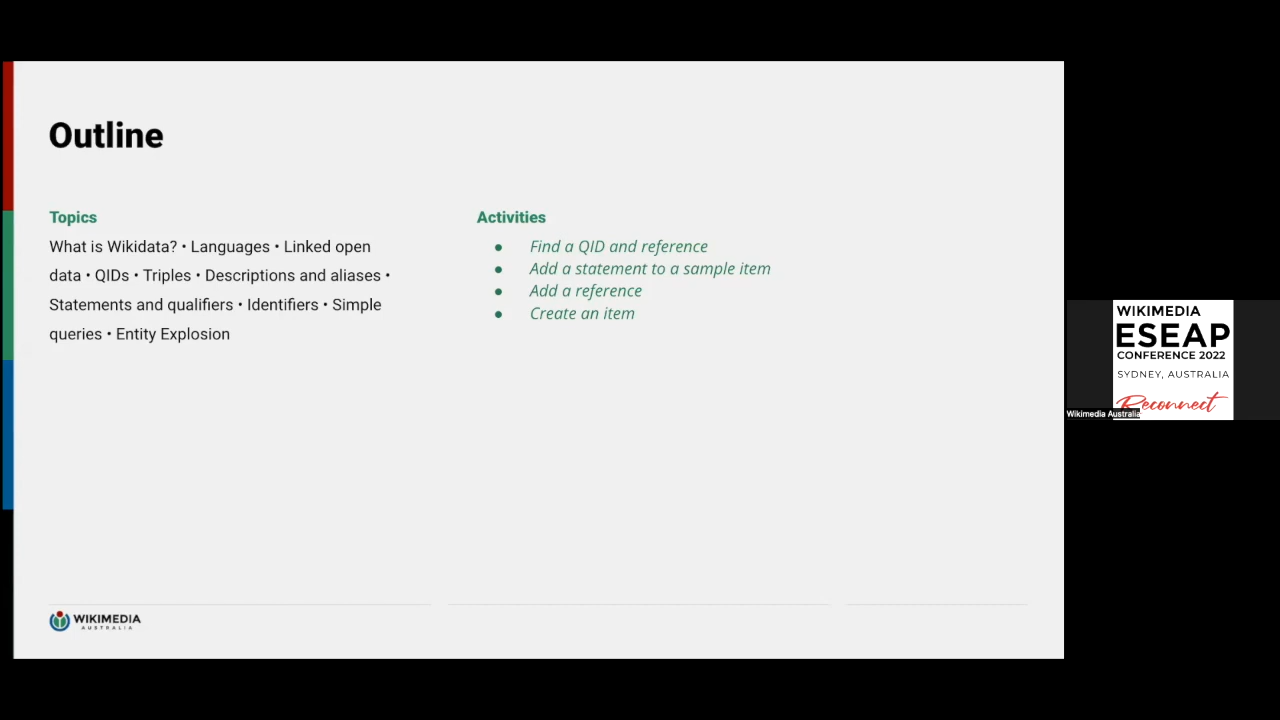 Outline
Topics
What is Wikidata? • Languages • Linked open
data • QIDs • Triples • Descriptions and aliases •
Statements and qualifiers • Identifiers • Simple
queries • Entity Explosion
Activities
● Find a QID and reference
● Add a statement to a sample item
● Add a reference
● Create an item
WIKIMEDIA
AUSTRALIA
WIKIMEDIA
ESEAP
CONFERENCE 2022
SYDNEY, AUSTRALIA
Reconnect
Wikimedia Australia